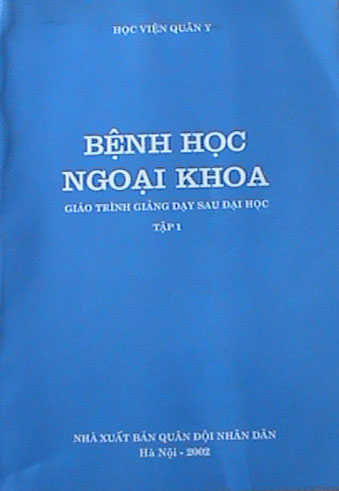 HỌC VIỆN QUÂN Y
BỆNH HỌC
NGOẠI KHOA
GIÁO TRÌNH GIẢNG DẠY SAU ĐẠI HỌC
TẬP 1
NHÀ XUẤT BẢN QUÂN ĐỘI NHÂN DÂN
Hà Nội - 2002